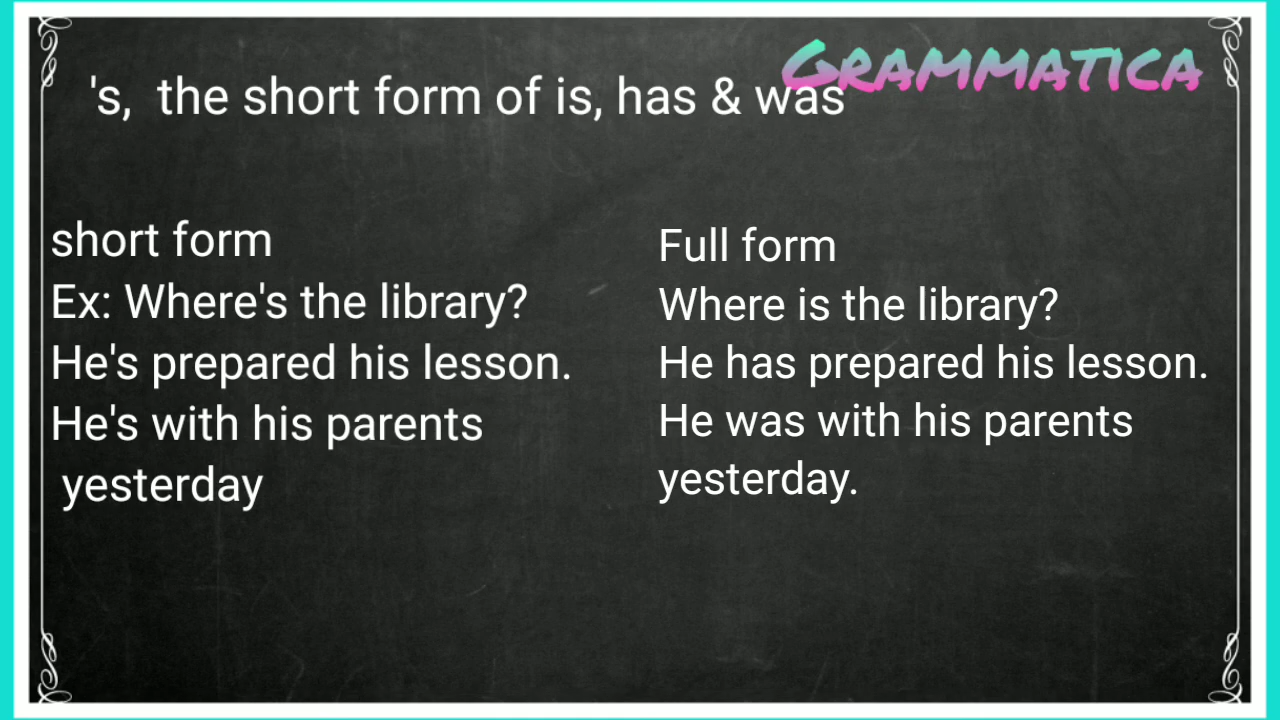 GRAMMATICA
's, the short form of is, has & was
short form
Ex: Where's the library?
He's prepared his lesson.
He's with his parents
yesterday
Full form
Where is the library?
He has prepared his lesson.
He was with his parents
yesterday.